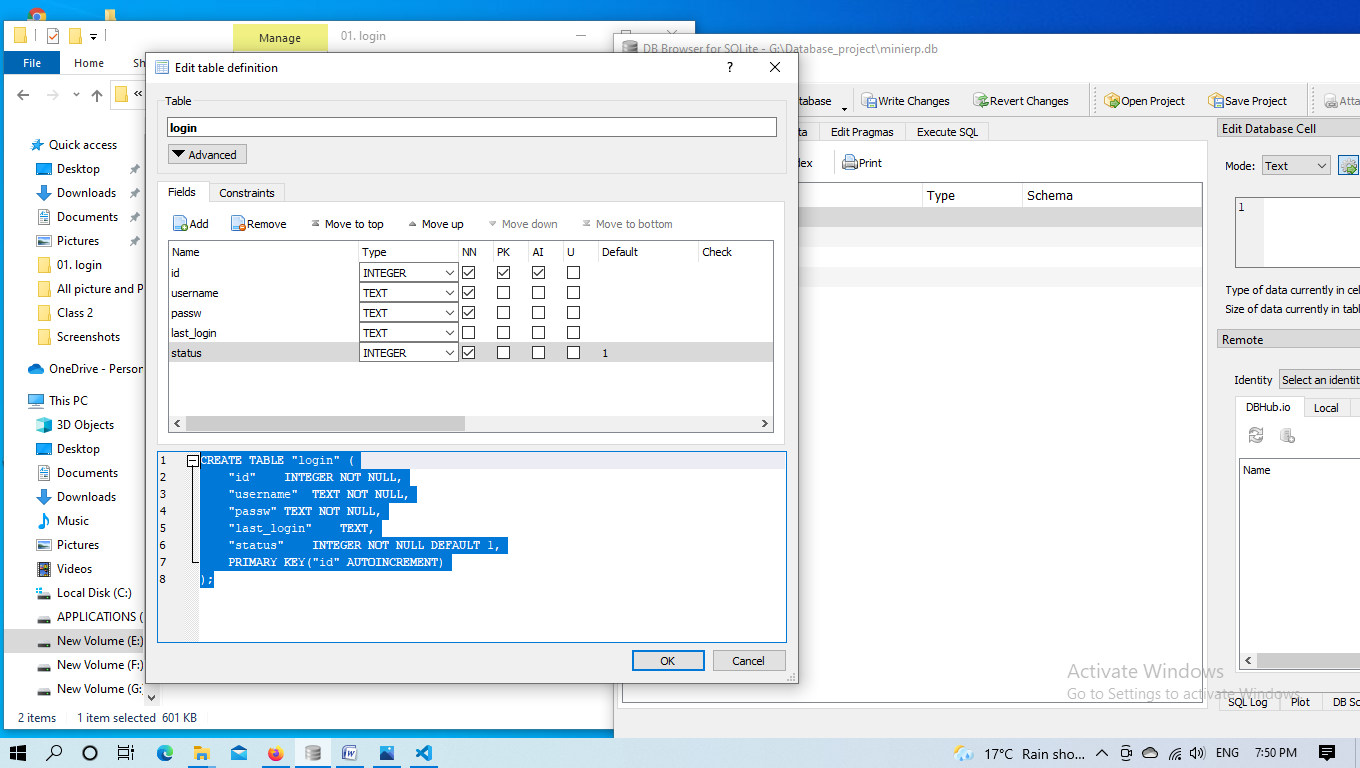 Manage
01. login
File
Home
Sh
DB Browser for SQLite - G:\Database_project\minierp.db
Edit table definition
?
«
Table
login
Advanced
Fields
Constraints
Add
Remove
Move to top
Move up
Move down
Move to bottom
Name Type NN PK AI U Default Check
id INTEGER
username TEXT
passw TEXT
last_login TEXT
status INTEGER 1
1 CREATE TABLE "login" (
2 "id" INTEGER NOT NULL,
3 "username" TEXT NOT NULL,
4 "passw" TEXT NOT NULL,
5 "last_login" TEXT,
6 "status" INTEGER NOT NULL DEFAULT 1,
7 PRIMARY KEY("id" AUTOINCREMENT)
8 );
OK
Cancel
Quick access
Desktop
Downloads
Documents
Pictures
01. login
All picture and P
Class 2
Screenshots
OneDrive - Person
This PC
3D Objects
Desktop
Documents
Downloads
Music
Pictures
Videos
Local Disk (C:)
APPLICATIONS (
New Volume (E:)
New Volume (F:)
New Volume (G:
2 items 1 item selected 601 KB
tabase
Write Changes
Revert Changes
Open Project
Save Project
Atta
ta
Edit Pragmas
Execute SQL
dex
Print
Type
Schema
Edit Database Cell
Mode:
Text
1
Type of data currently in cel
Size of data currently in tabl
Remote
Identity
Select an identit
DBHub.io
Local
Name
Activate Windows
Go to Settings to activate Windows.
SQL Log
Plot
DB Sc
17°C Rain sho...
ENG
7:50 PM